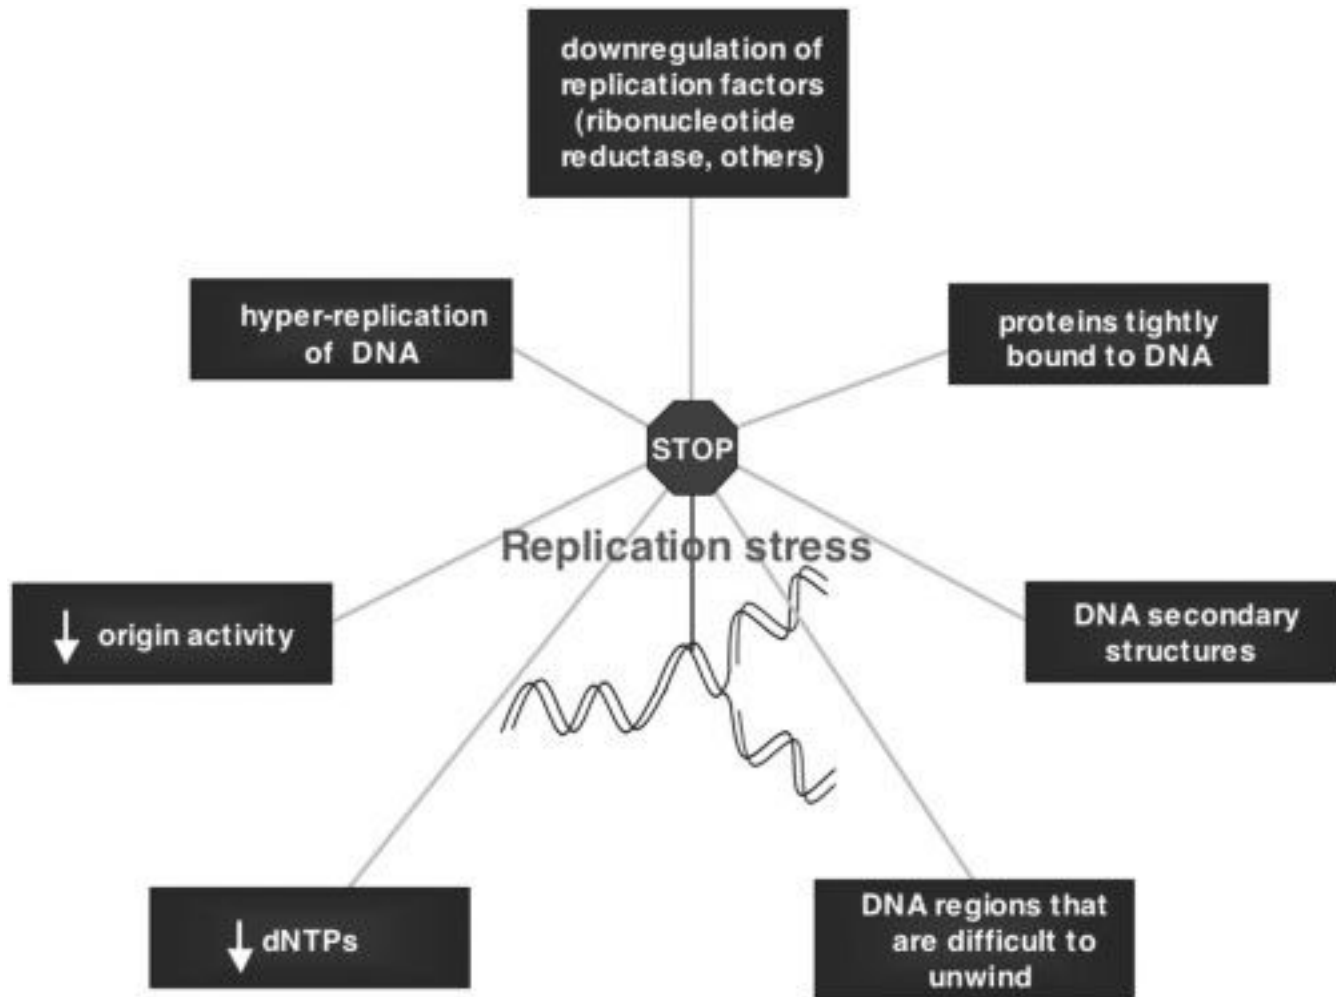 downregulation of
replication factors
(ribonucleotide
reductase, others)
hyper-replication
of DNA
proteins tightly
bound to DNA
STOP
Replication stress
↓ origin activity
DNA secondary
structures
↓ dNTPs
DNA regions that
are difficult to
unwind